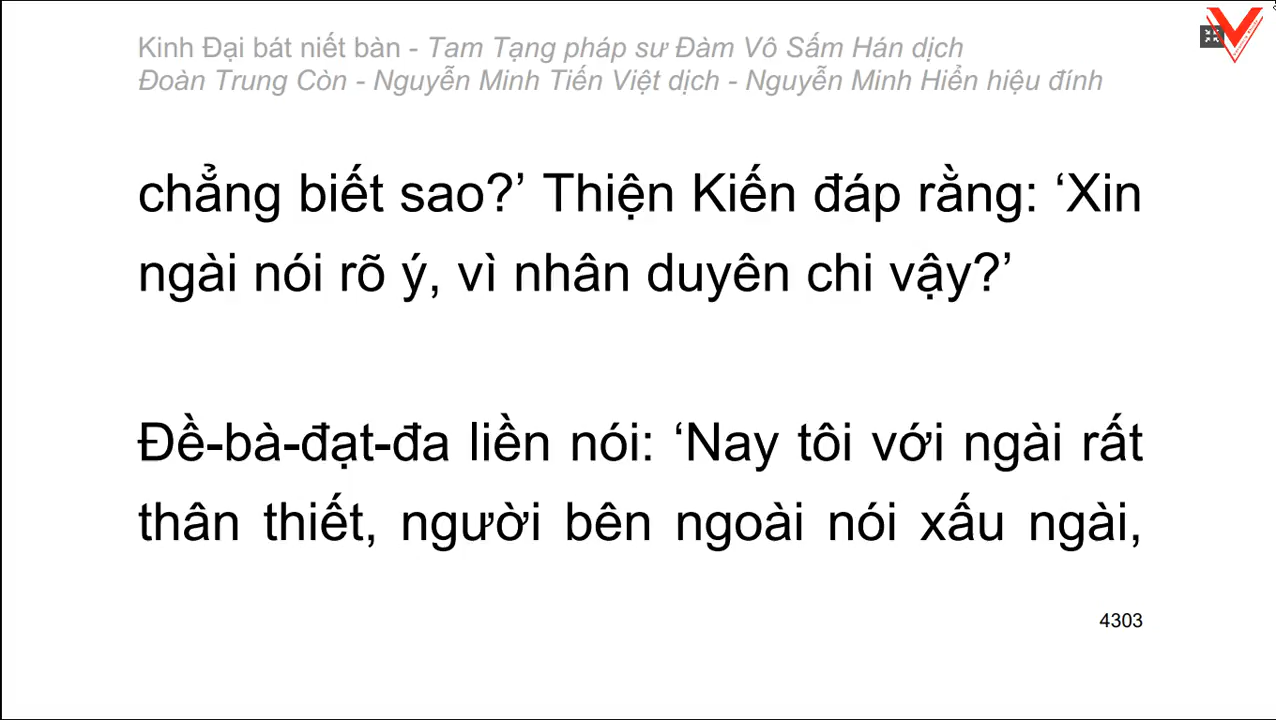 Kinh Đại bát niết bàn - Tam Tạng pháp sư Đàm Vô Sấm Hán dịch
Đoàn Trung Còn - Nguyễn Minh Tiến Việt dịch - Nguyễn Minh Hiển hiệu đính
chẳng biết sao?’ Thiện Kiến đáp rằng: ‘Xin
ngài nói rõ ý, vì nhân duyên chi vậy?’
Đề-bà-đạt-đa liền nói: ‘Nay tôi với ngài rất
thân thiết, người bên ngoài nói xấu ngài,
4303